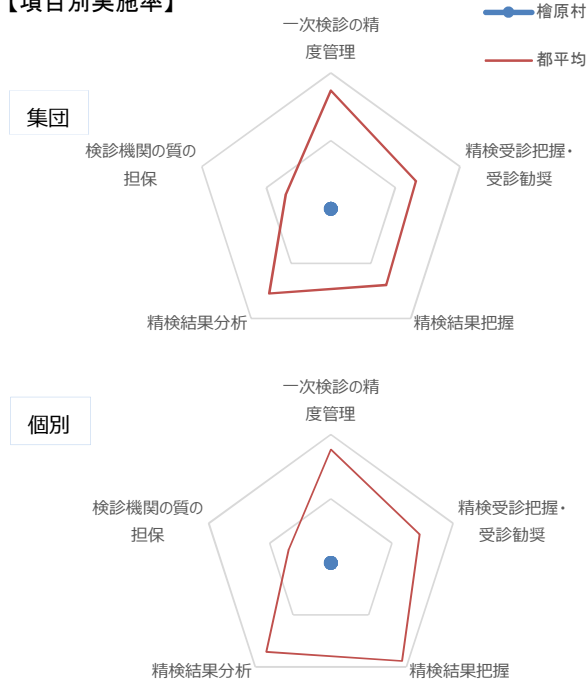 【項目別実施率】
檜原村
都平均
集団
一次検診の精
度管理
検診機関の質の
担保
精検受診把握・
受診勧奨
精検結果分析
精検結果把握
個別
一次検診の精
度管理
検診機関の質の
担保
精検受診把握・
受診勧奨
精検結果分析
精検結果把握